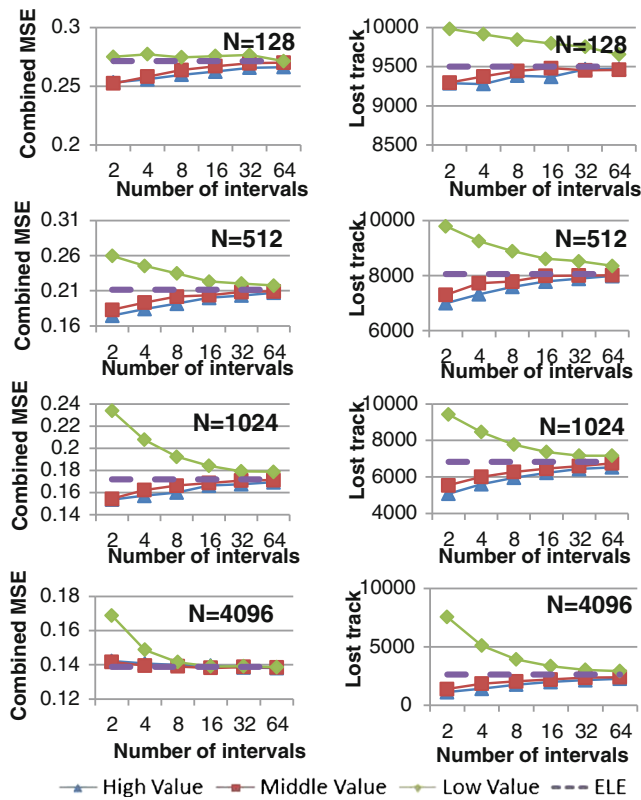 Combined MSE
0.3
0.25
0.2
N=128
2 4 8 16 32 64
Number of intervals
Lost track
10000
9500
9000
8500
N=128
2 4 8 16 32 64
Number of intervals
Combined MSE
0.31
0.26
0.21
0.16
N=512
2 4 8 16 32 64
Number of intervals
Lost track
10000
8000
6000
N=512
2 4 8 16 32 64
Number of intervals
Combined MSE
0.24
0.22
0.2
0.18
0.16
0.14
N=1024
2 4 8 16 32 64
Number of intervals
Lost track
10000
8000
6000
4000
N=1024
2 4 8 16 32 64
Number of intervals
Combined MSE
0.18
0.16
0.14
0.12
N=4096
2 4 8 16 32 64
Number of intervals
Lost track
10000
5000
0
N=4096
2 4 8 16 32 64
Number of intervals
High Value Middle Value Low Value ELE